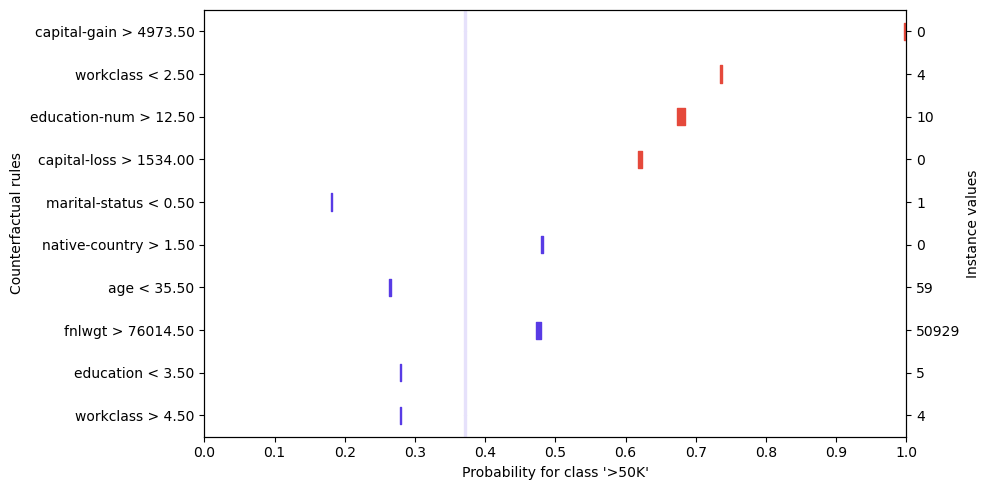 Counterfactual rules
capital-gain > 4973.50 0
workclass < 2.50 4
education-num > 12.50 10
capital-loss > 1534.00 0
marital-status < 0.50 1
native-country > 1.50 0
age < 35.50 59
fnlwgt > 76014.50 50929
education < 3.50 5
workclass > 4.50 4
Instance values
0.0 0.1 0.2 0.3 0.4 0.5 0.6 0.7 0.8 0.9 1.0
Probability for class '>50K'